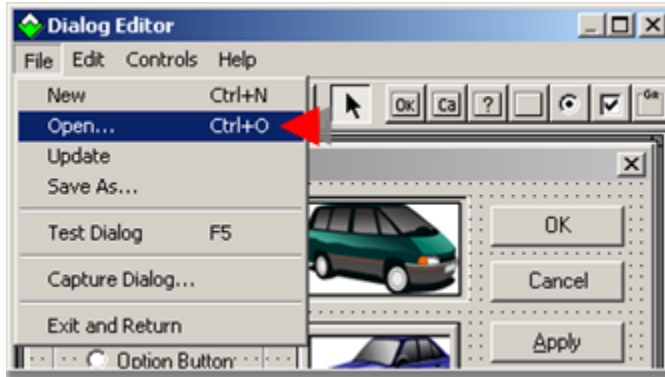 Dialog Editor
File Edit Controls Help
New Ctrl+N
OK Ca ?
Open... Ctrl+O
Update
Save As...
Test Dialog F5
OK
Capture Dialog...
Cancel
Exit and Return
Apply
Option Button